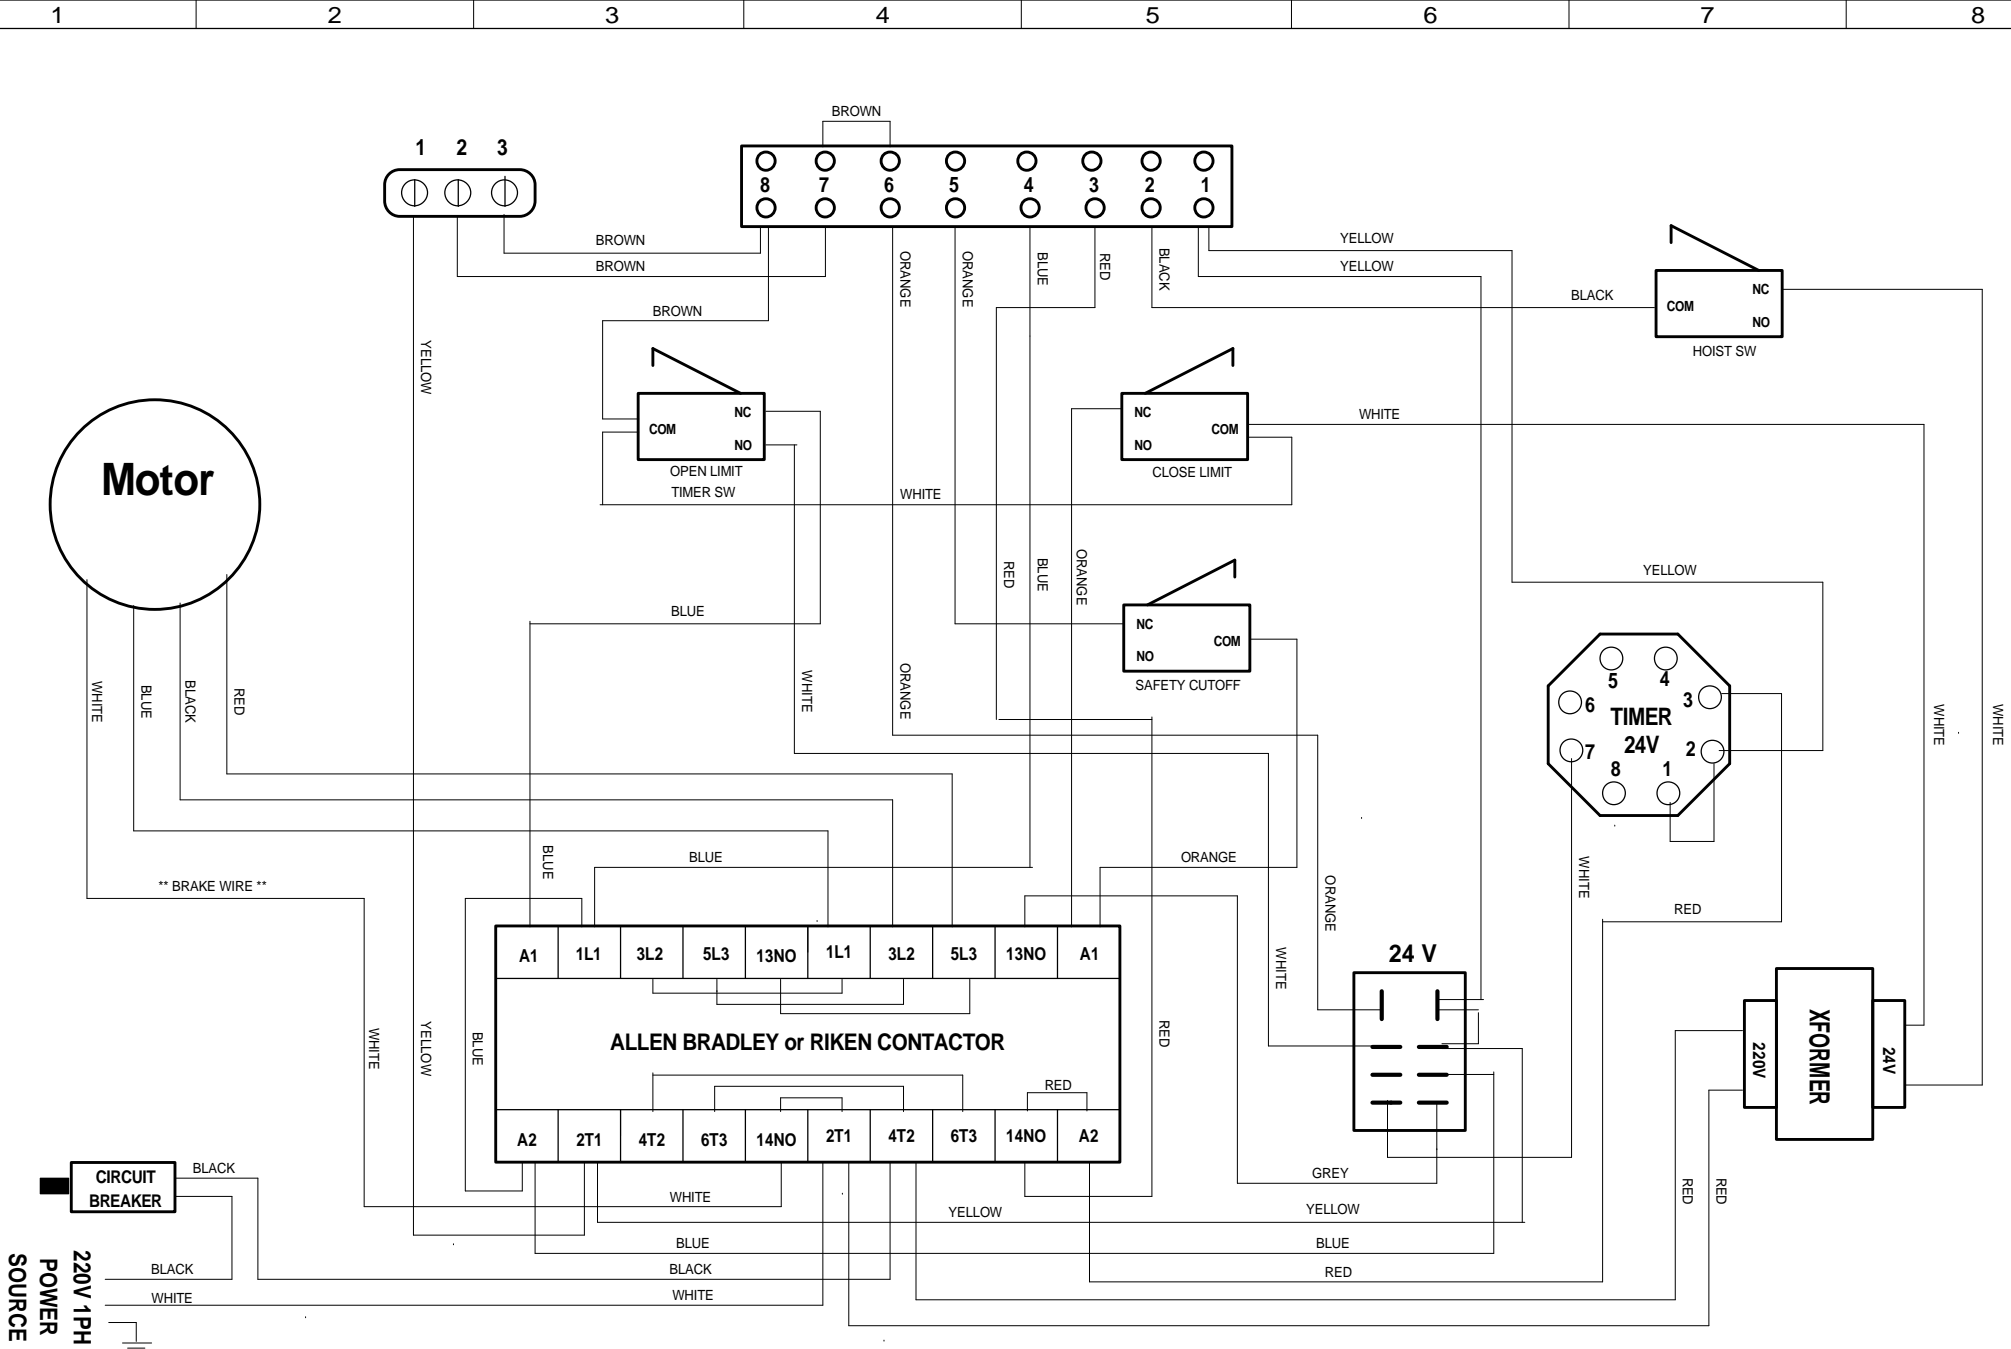 1 2 3 4 5 6 7 8
BROWN
1 2 3
8 7 6 5 4 3 2 1
BROWN
BROWN
BROWN
YELLOW
ORANGE
ORANGE
BLUE
RED
BLACK
YELLOW
YELLOW
BLACK
COM
NC
NO
HOIST SW
COM
NC
NO
OPEN LIMIT
TIMER SW
WHITE
NC
NO
COM
CLOSE LIMIT
WHITE
Motor
WHITE
BLUE
BLACK
RED
BLUE
WHITE
ORANGE
RED
BLUE
ORANGE
NC
NO
COM
SAFETY CUTOFF
YELLOW
5 4
6 3
TIMER
24V
7 2
8 1
WHITE
WHITE
** BRAKE WIRE **
BLUE
BLUE
ORANGE
ORANGE
WHITE
WHITE
RED
A1 1L1 3L2 5L3 13NO 1L1 3L2 5L3 13NO A1
ALLEN BRADLEY or RIKEN CONTACTOR
RED
A2 2T1 4T2 6T3 14NO 2T1 4T2 6T3 14NO A2
WHITE
YELLOW
BLUE
RED
24 V
220V
XFORMER
24V
RED
RED
CIRCUIT
BREAKER
BLACK
BLACK
WHITE
220V 1PH
POWER
SOURCE
WHITE
YELLOW
BLUE
BLACK
WHITE
GREY
YELLOW
BLUE
RED